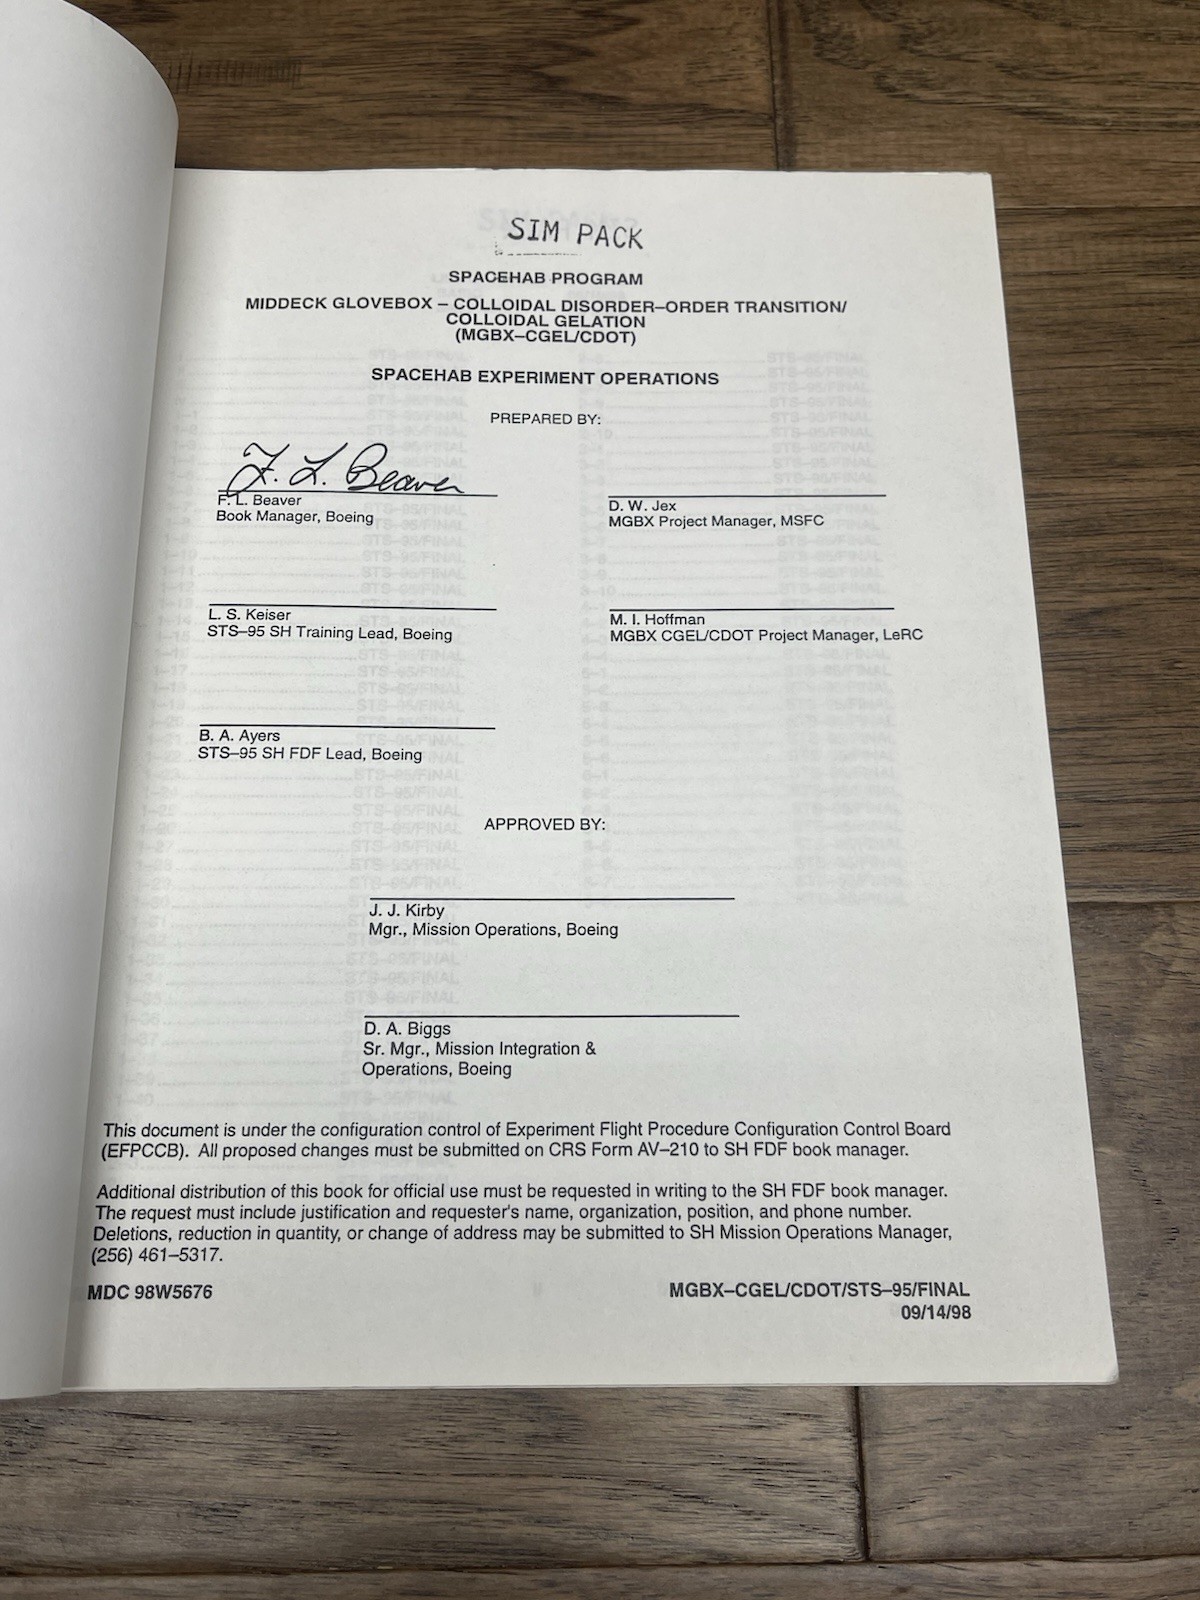 SIM PACK
SPACEHAB PROGRAM
MIDDECK GLOVEBOX – COLLOIDAL DISORDER–ORDER TRANSITION/
COLLOIDAL GELATION
(MGBX–CGEL/CDOT)
SPACEHAB EXPERIMENT OPERATIONS
PREPARED BY:
F. L. Beaver
F. L. Beaver
Book Manager, Boeing
D. W. Jex
MGBX Project Manager, MSFC
L. S. Keiser
STS–95 SH Training Lead, Boeing
M. I. Hoffman
MGBX CGEL/CDOT Project Manager, LeRC
B. A. Ayers
STS–95 SH FDF Lead, Boeing
APPROVED BY:
J. J. Kirby
Mgr., Mission Operations, Boeing
D. A. Biggs
Sr. Mgr., Mission Integration &
Operations, Boeing
This document is under the configuration control of Experiment Flight Procedure Configuration Control Board
(EFPCCB). All proposed changes must be submitted on CRS Form AV–210 to SH FDF book manager.
Additional distribution of this book for official use must be requested in writing to the SH FDF book manager.
The request must include justification and requester's name, organization, position, and phone number.
Deletions, reduction in quantity, or change of address may be submitted to SH Mission Operations Manager,
(256) 461–5317.
MDC 98W5676
MGBX–CGEL/CDOT/STS–95/FINAL
09/14/98